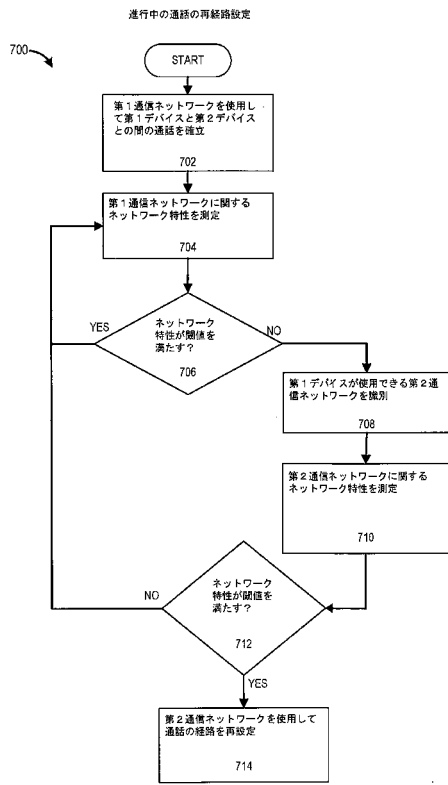 進行中の通話の再経路設定
700
START
第1通信ネットワークを使用し
て第1デバイスと第2デバイス
との間の通話を確立
702
第1通信ネットワークに関する
ネットワーク特性を測定
704
YES
ネットワーク
特性が閾値を
満たす?
706
NO
第1デバイスが使用できる第2通
信ネットワークを識別
708
第2通信ネットワークに関する
ネットワーク特性を測定
710
NO
ネットワーク
特性が閾値を
満たす?
712
YES
第2通信ネットワークを使用して
通話の経路を再設定
714